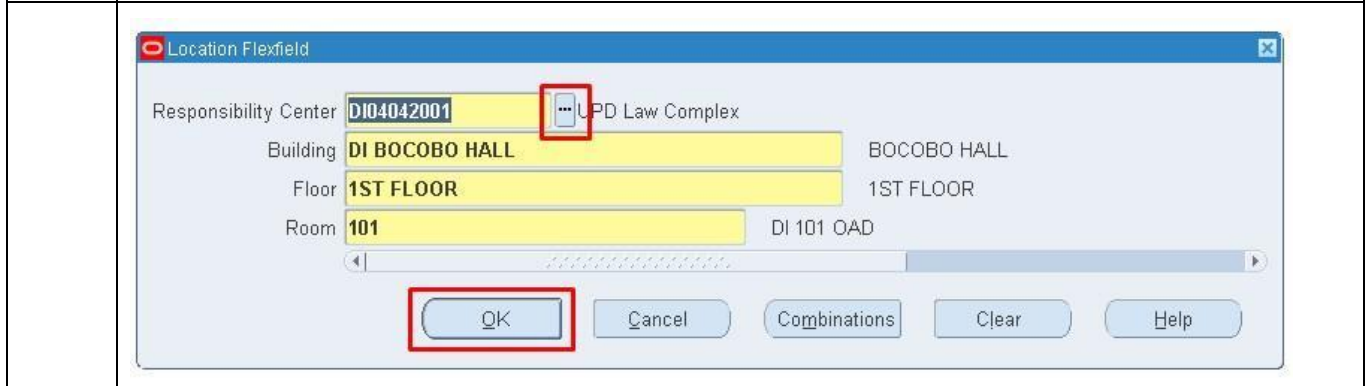 Location Flexfield
Responsibility Center DI04042001 ... UPD Law Complex
Building DI BOCOBO HALL BOCOBO HALL
Floor 1ST FLOOR 1ST FLOOR
Room 101 DI 101 OAD
OK Cancel Combinations Clear Help